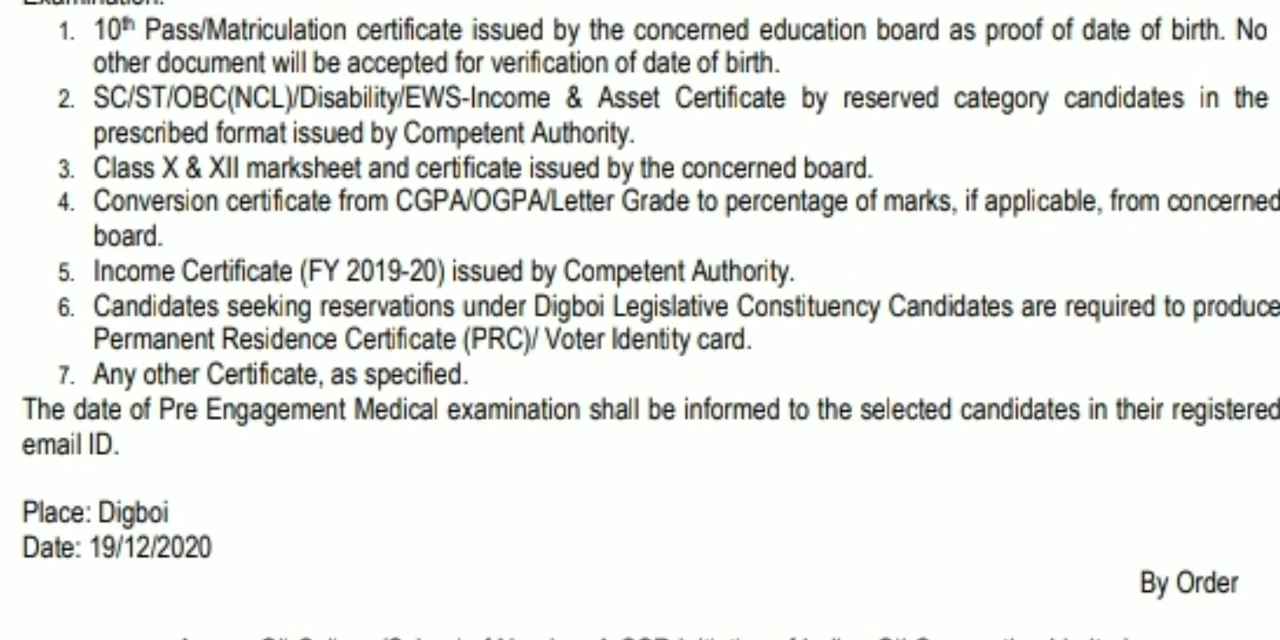 Examination:
1. 10th Pass/Matriculation certificate issued by the concerned education board as proof of date of birth. No
other document will be accepted for verification of date of birth.
2. SC/ST/OBC(NCL)/Disability/EWS-Income & Asset Certificate by reserved category candidates in the
prescribed format issued by Competent Authority.
3. Class X & XII marksheet and certificate issued by the concerned board.
4. Conversion certificate from CGPA/OGPA/Letter Grade to percentage of marks, if applicable, from concerned
board.
5. Income Certificate (FY 2019-20) issued by Competent Authority.
6. Candidates seeking reservations under Digboi Legislative Constituency Candidates are required to produce
Permanent Residence Certificate (PRC)/ Voter Identity card.
7. Any other Certificate, as specified.
The date of Pre Engagement Medical examination shall be informed to the selected candidates in their registered
email ID.
Place: Digboi
Date: 19/12/2020
By Order